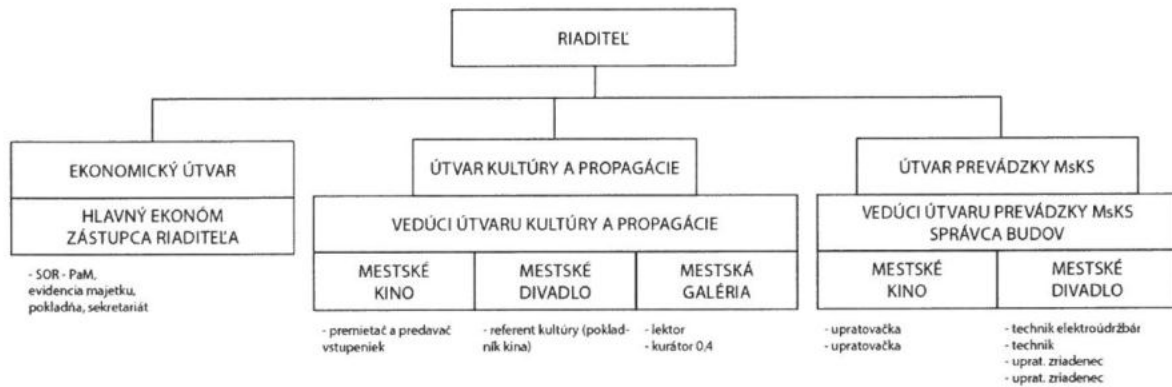 RIADITEĽ
EKONOMICKÝ ÚTVAR
HLAVNÝ EKONÓM
ZÁSTUPCA RIADITEĽA
- SOR - PaM,
evidencia majetku,
pokladňa, sekretariát
ÚTVAR KULTÚRY A PROPAGÁCIE
VEDÚCI ÚTVARU KULTÚRY A PROPAGÁCIE
MESTSKÉ
KINO
- premietač a predavač
vstupeniek
MESTSKÉ
DIVADLO
- referent kultúry (poklad-
ník kina)
MESTSKÁ
GALÉRIA
- lektor
- kurátor 0,4
ÚTVAR PREVÁDZKY MsKS
VEDÚCI ÚTVARU PREVÁDZKY MsKS
SPRÁVCA BUDOV
MESTSKÉ
KINO
- upratovačka
- upratovačka
MESTSKÉ
DIVADLO
- technik elektroúdržbár
- technik
- uprat. zriadenec
- uprat. zriadenec